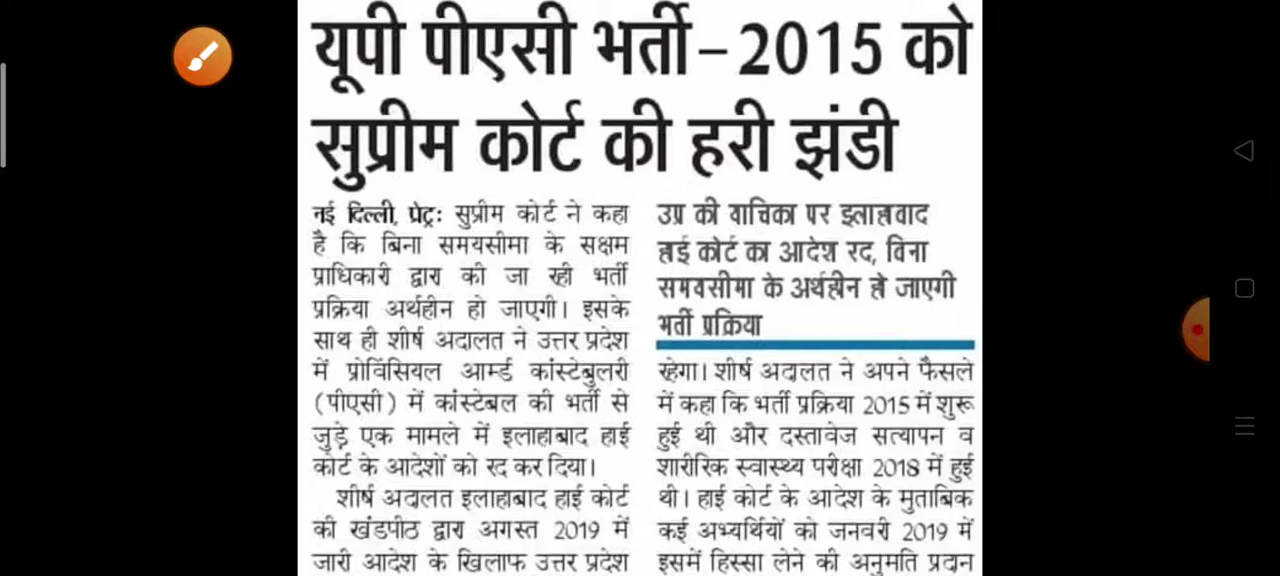 यूपी पीएसी भर्ती-2015 को
सुप्रीम कोर्ट की हरी झंडी
नई दिल्ली, प्रेट्र: सुप्रीम कोर्ट ने कहा
है कि बिना समयसीमा के सक्षम
प्राधिकारी द्वारा की जा रही भर्ती
प्रक्रिया अर्थहीन हो जाएगी। इसके
साथ ही शीर्ष अदालत ने उत्तर प्रदेश
में प्रोविंसियल आर्म्ड कांस्टेबुलरी
(पीएसी) में कांस्टेबल की भर्ती से
जुड़े एक मामले में इलाहाबाद हाई
कोर्ट के आदेशों को रद कर दिया।
शीर्ष अदालत इलाहाबाद हाई कोर्ट
की खंडपीठ द्वारा अगस्त 2019 में
जारी आदेश के खिलाफ उत्तर प्रदेश
उप्र की याचिका पर इलाहाबाद
हाई कोर्ट का आदेश रद, बिना
समयसीमा के अर्थहीन हो जाएगी
भर्ती प्रक्रिया
रहेगा। शीर्ष अदालत ने अपने फैसले
में कहा कि भर्ती प्रक्रिया 2015 में शुरू
हुई थी और दस्तावेज सत्यापन व
शारीरिक स्वास्थ्य परीक्षा 2018 में हुई
थी। हाई कोर्ट के आदेश के मुताबिक
कई अभ्यर्थियों को जनवरी 2019 में
इसमें हिस्सा लेने की अनुमति प्रदान